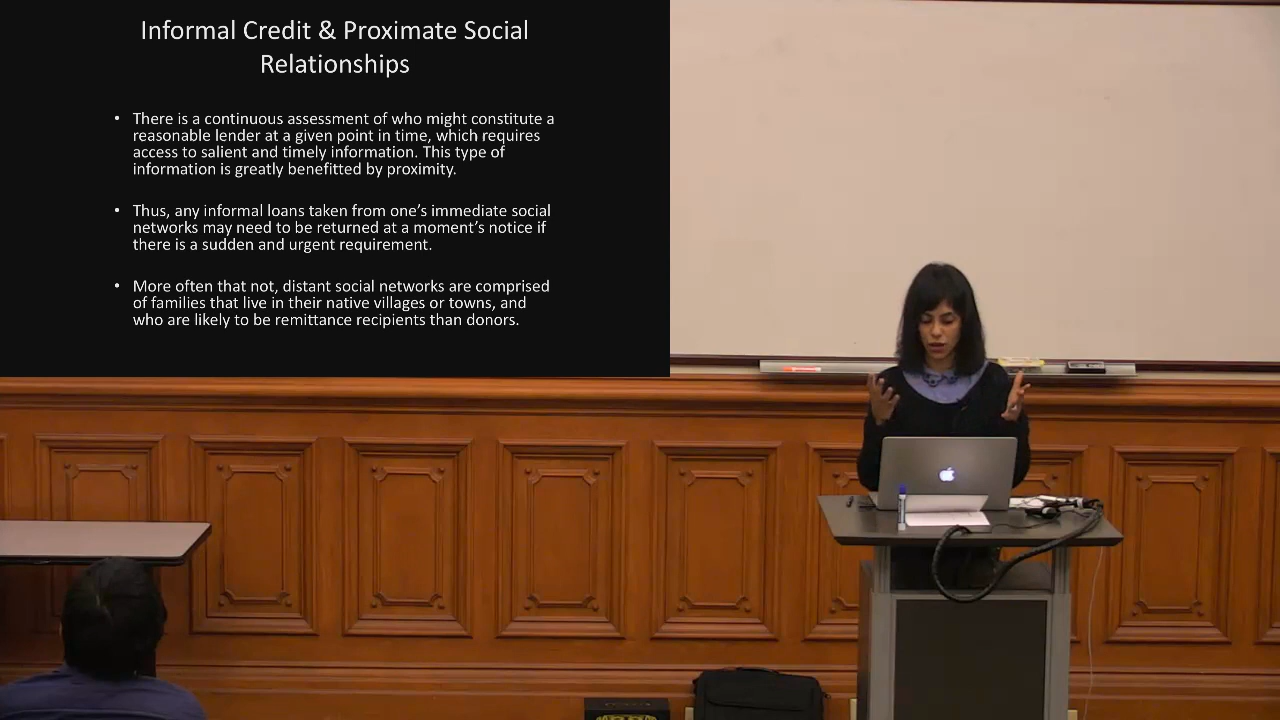 Informal Credit & Proximate Social
Relationships
• There is a continuous assessment of who might constitute a
reasonable lender at a given point in time, which requires
access to salient and timely information. This type of
information is greatly benefitted by proximity.
• Thus, any informal loans taken from one's immediate social
networks may need to be returned at a moment's notice if
there is a sudden and urgent requirement.
• More often that not, distant social networks are comprised
of families that live in their native villages or towns, and
who are likely to be remittance recipients than donors.